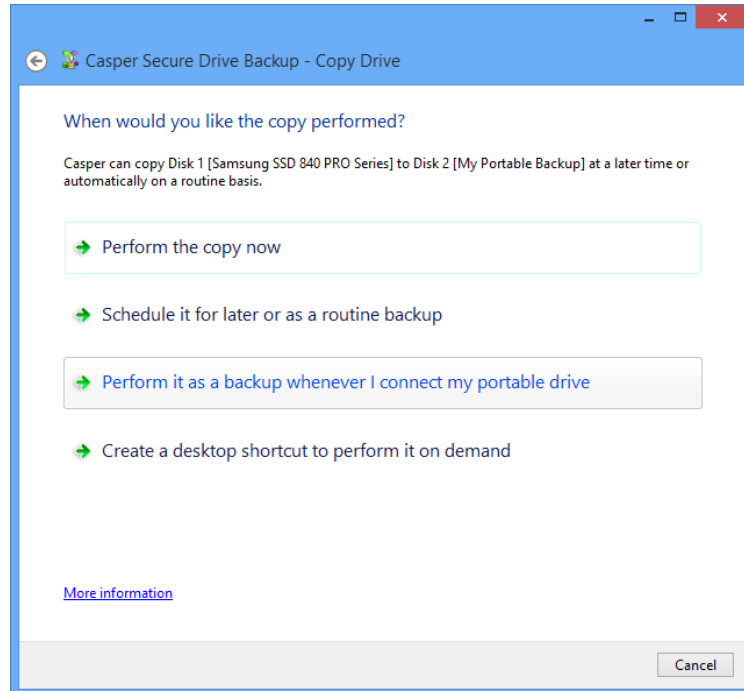 Casper Secure Drive Backup - Copy Drive
When would you like the copy performed?
Casper can copy Disk 1 [Samsung SSD 840 PRO Series] to Disk 2 [My Portable Backup] at a later time or
automatically on a routine basis.
Perform the copy now
Schedule it for later or as a routine backup
Perform it as a backup whenever I connect my portable drive
Create a desktop shortcut to perform it on demand
More information
Cancel